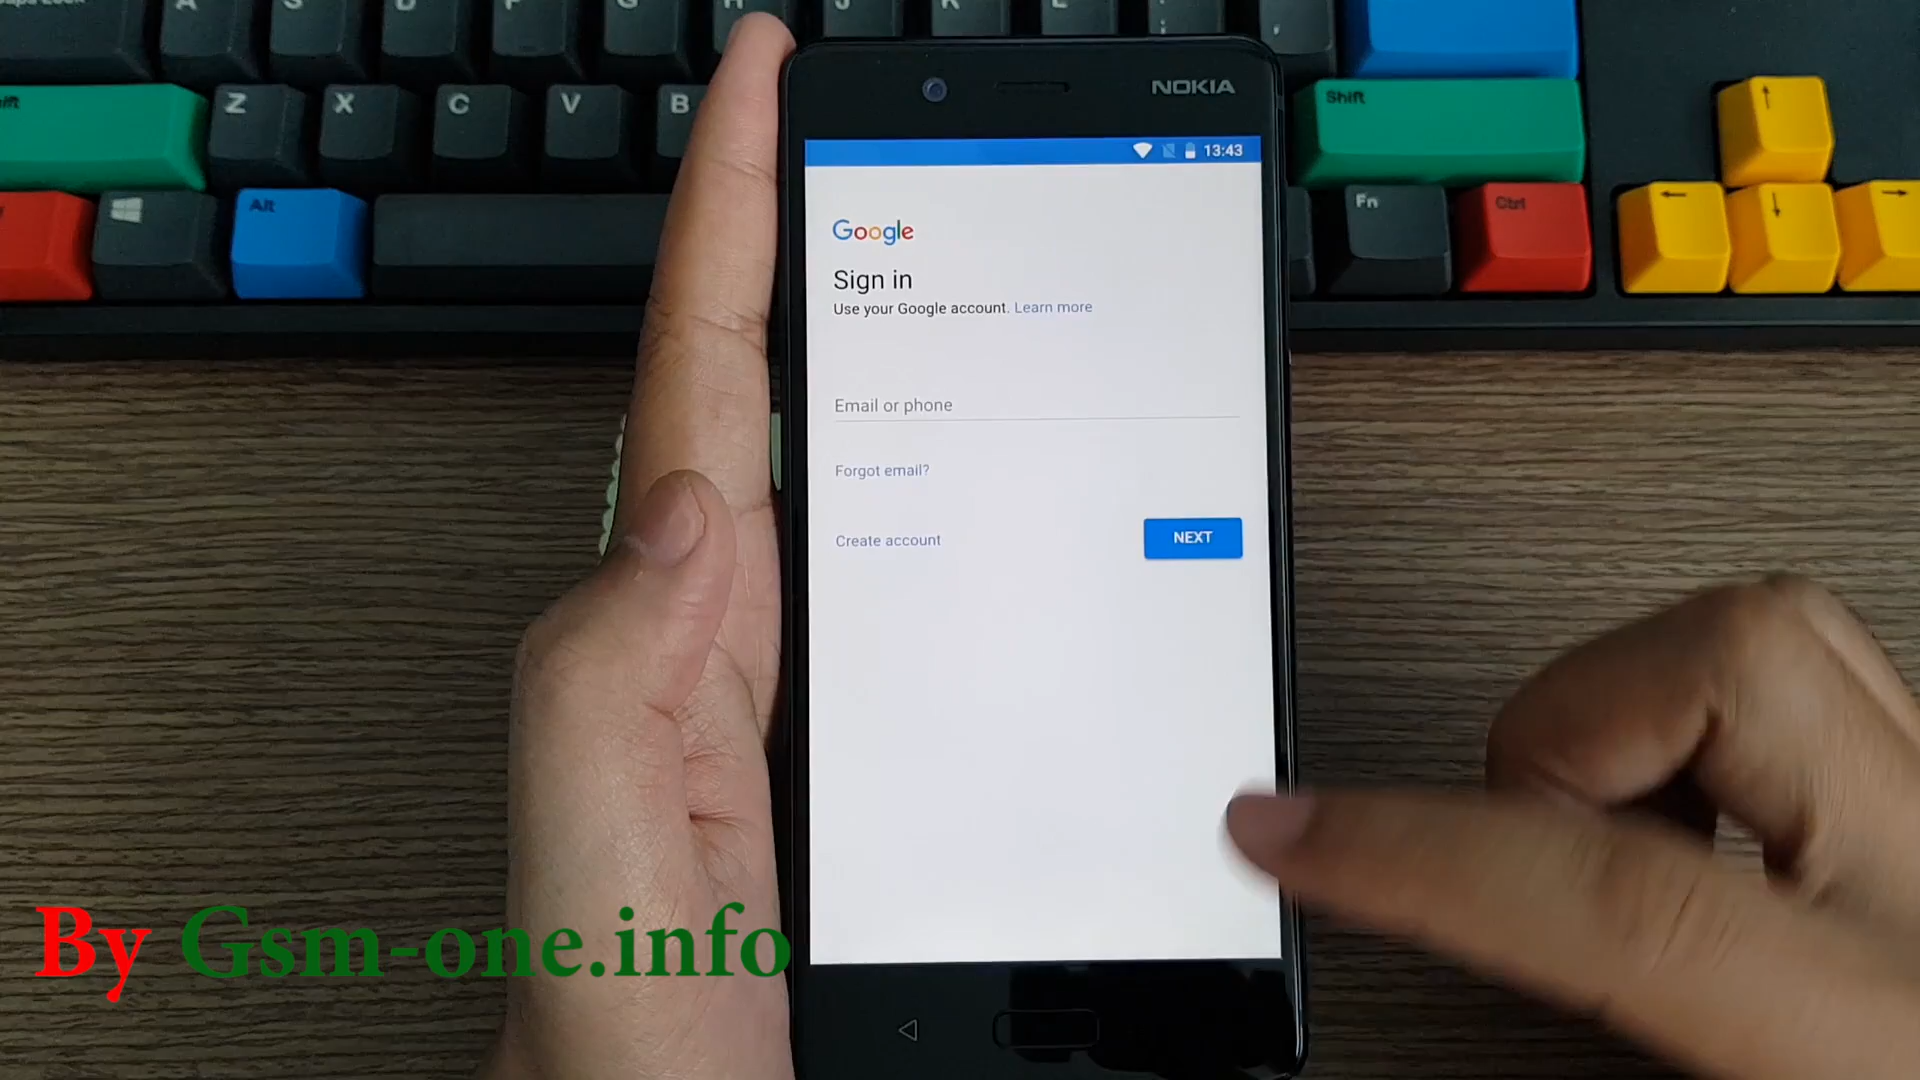 A S D F G H J K L : ;
Z X C V B
Shift
Alt
Fn
Ctrl
NOKIA
13:43
Google
Sign in
Use your Google account. Learn more
Email or phone
Forgot email?
Create account
NEXT
By Gsm-one.info